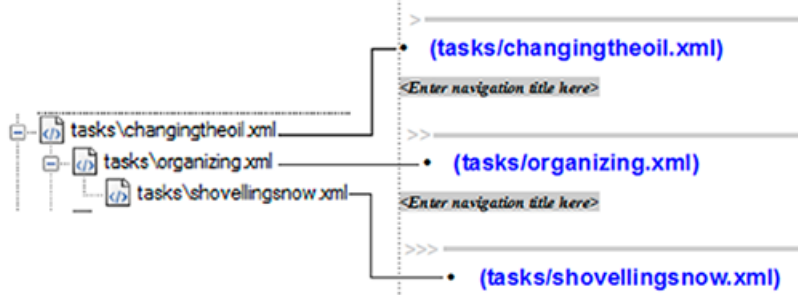 >
• (tasks/changingtheoil.xml)
<Enter navigation title here>
tasks\changingtheoil.xml
>>
tasks\organizing.xml
• (tasks/organizing.xml)
tasks\shovellingsnow.xml
<Enter navigation title here>
>>>
• (tasks/shovellingsnow.xml)